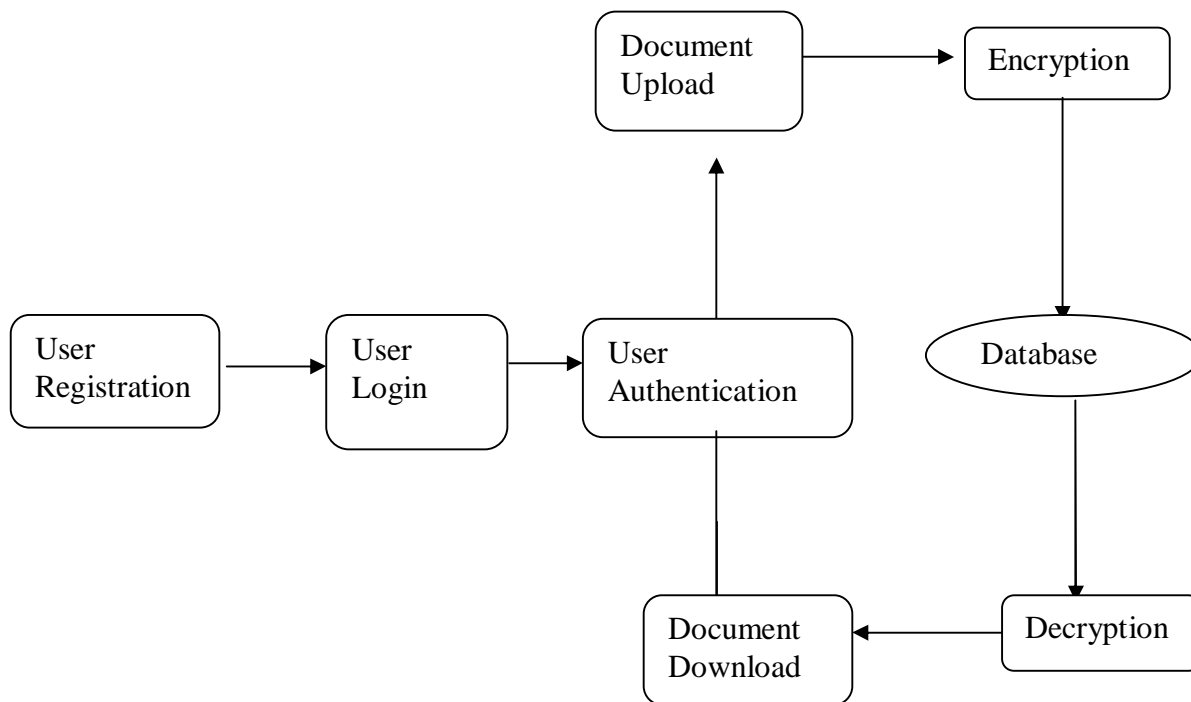 Document
Upload
Encryption
User
Registration
User
Login
User
Authentication
Database
Document
Download
Decryption